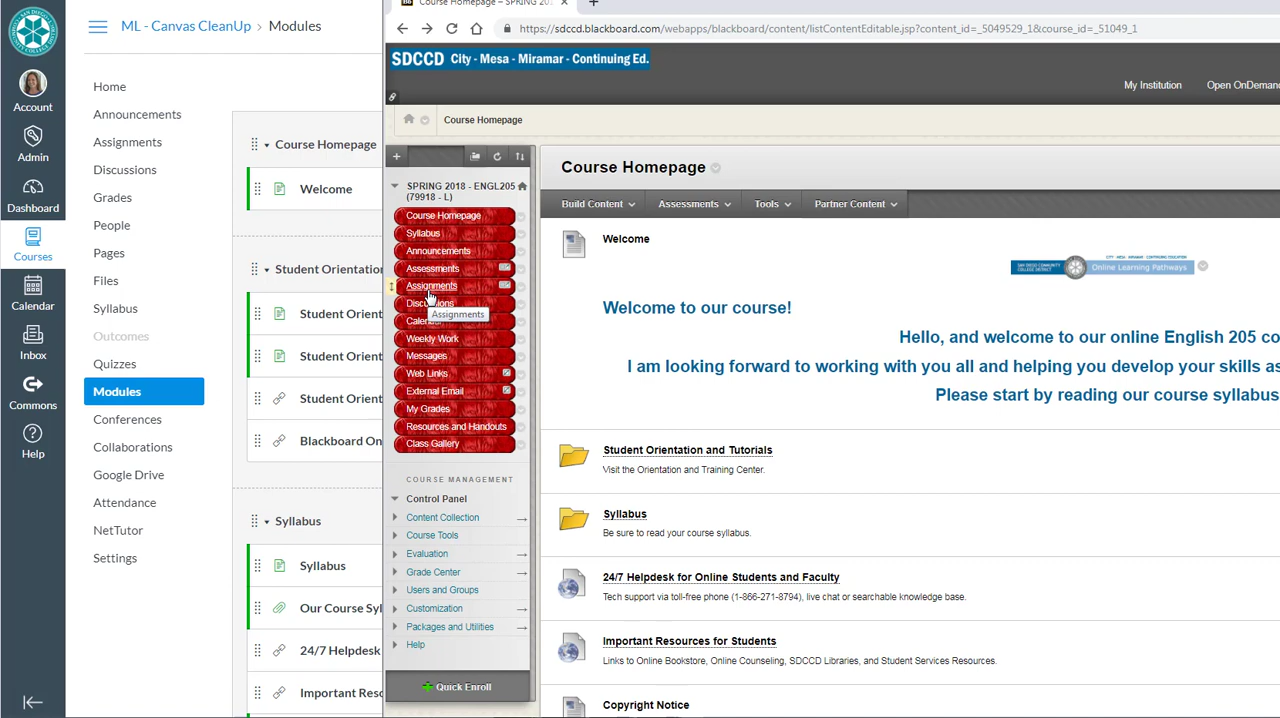 Account
Admin
Dashboard
Courses
Calendar
Inbox
Commons
Help
ML - Canvas CleanUp › Modules
Home
Announcements
Assignments
Discussions
Grades
People
Pages
Files
Syllabus
Outcomes
Quizzes
Modules
Conferences
Collaborations
Google Drive
Attendance
NetTutor
Settings
Course Homepage
Welcome
Student Orientation
Student Orient
Student Orient
Student Orient
Blackboard On
Syllabus
Syllabus
Our Course Syl
24/7 Helpdesk
Important Reso
Course Homepage – SPRING 201
https://sdccd.blackboard.com/webapps/blackboard/content/listContentEditable.jsp?content_id=_5049529_1&course_id=_51049_1
SDCCD City - Mesa - Miramar - Continuing Ed.
My Institution
Open OnDeman
Course Homepage
SPRING 2018 - ENGL205
(79918 - L)
Course Homepage
Syllabus
Announcements
Assessments
Assignments
Discussions
Assignments
Weekly Work
Messages
Web Links
External Email
My Grades
Resources and Handouts
Class Gallery
COURSE MANAGEMENT
Control Panel
Content Collection
Course Tools
Evaluation
Grade Center
Users and Groups
Customization
Packages and Utilities
Help
Quick Enroll
Course Homepage
Build Content
Assessments
Tools
Partner Content
Welcome
Online Learning Pathways
Welcome to our course!
Hello, and welcome to our online English 205 co
I am looking forward to working with you all and helping you develop your skills as
Please start by reading our course syllabus
Student Orientation and Tutorials
Visit the Orientation and Training Center.
Syllabus
Be sure to read your course syllabus.
24/7 Helpdesk for Online Students and Faculty
Tech support via toll-free phone (1-866-271-8794), live chat or searchable knowledge base.
Important Resources for Students
Links to Online Bookstore, Online Counseling, SDCCD Libraries, and Student Services Resources.
Copyright Notice